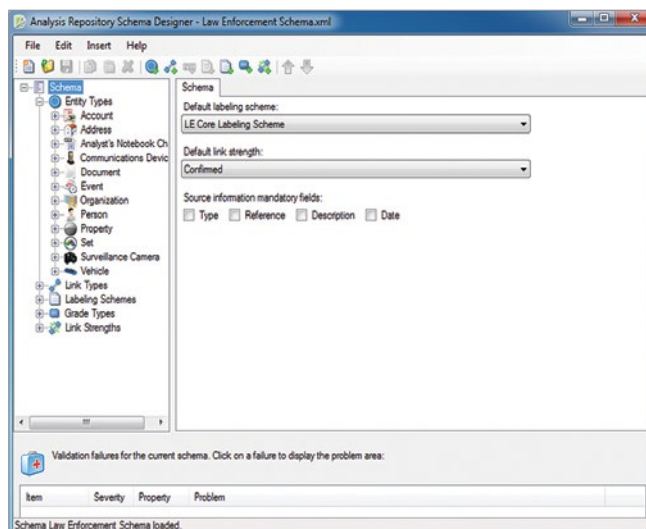 Analysis Repository Schema Designer - Law Enforcement Schema.xml
File Edit Insert Help
Schema
Entity Types
Account
Address
Analyst's Notebook Ch
Communications Devic
Document
Event
Organization
Person
Property
Set
Surveillance Camera
Vehicle
Link Types
Labeling Schemes
Grade Types
Link Strengths
Schema
Default labeling scheme:
LE Core Labeling Scheme
Default link strength:
Confirmed
Source information mandatory fields:
Type Reference Description Date
Validation failures for the current schema. Click on a failure to display the problem area:
Item Severity Property Problem
Schema Law Enforcement Schema loaded.